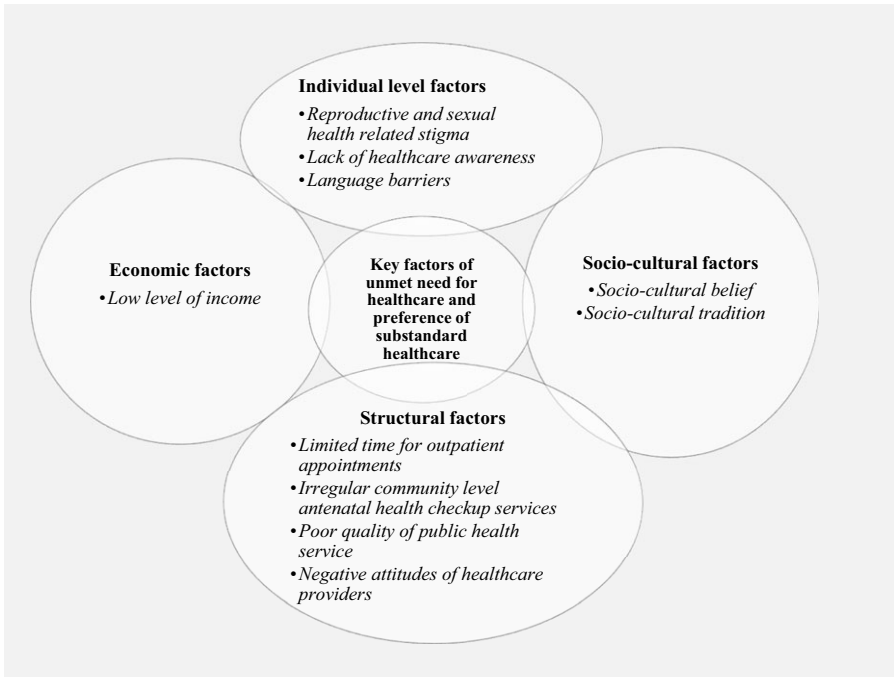 Individual level factors
•Reproductive and sexual
health related stigma
•Lack of healthcare awareness
•Language barriers
Economic factors
•Low level of income
Key factors of
unmet need for
healthcare and
preference of
substandard
healthcare
Socio-cultural factors
•Socio-cultural belief
•Socio-cultural tradition
Structural factors
•Limited time for outpatient
appointments
•Irregular community level
antenatal health checkup services
•Poor quality of public health
service
•Negative attitudes of healthcare
providers